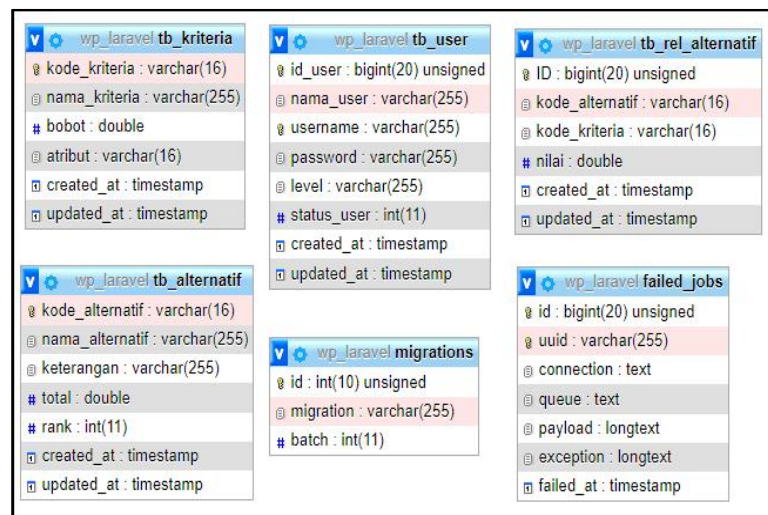 wp_laravel tb_kriteria
kode_kriteria : varchar(16)
nama_kriteria : varchar(255)
# bobot : double
atribut : varchar(16)
created_at : timestamp
updated_at : timestamp
wp_laravel tb_user
id_user : bigint(20) unsigned
nama_user : varchar(255)
username : varchar(255)
password : varchar(255)
level : varchar(255)
# status_user : int(11)
created_at : timestamp
updated_at : timestamp
wp_laravel tb_rel_alternatif
ID : bigint(20) unsigned
kode_alternatif : varchar(16)
kode_kriteria : varchar(16)
# nilai : double
created_at : timestamp
updated_at : timestamp
wp_laravel tb_alternatif
kode_alternatif : varchar(16)
nama_alternatif : varchar(255)
keterangan : varchar(255)
# total : double
# rank : int(11)
created_at : timestamp
updated_at : timestamp
wp_laravel migrations
id : int(10) unsigned
migration : varchar(255)
# batch : int(11)
wp_laravel failed_jobs
id : bigint(20) unsigned
uuid : varchar(255)
connection : text
queue : text
payload : longtext
exception : longtext
failed_at : timestamp